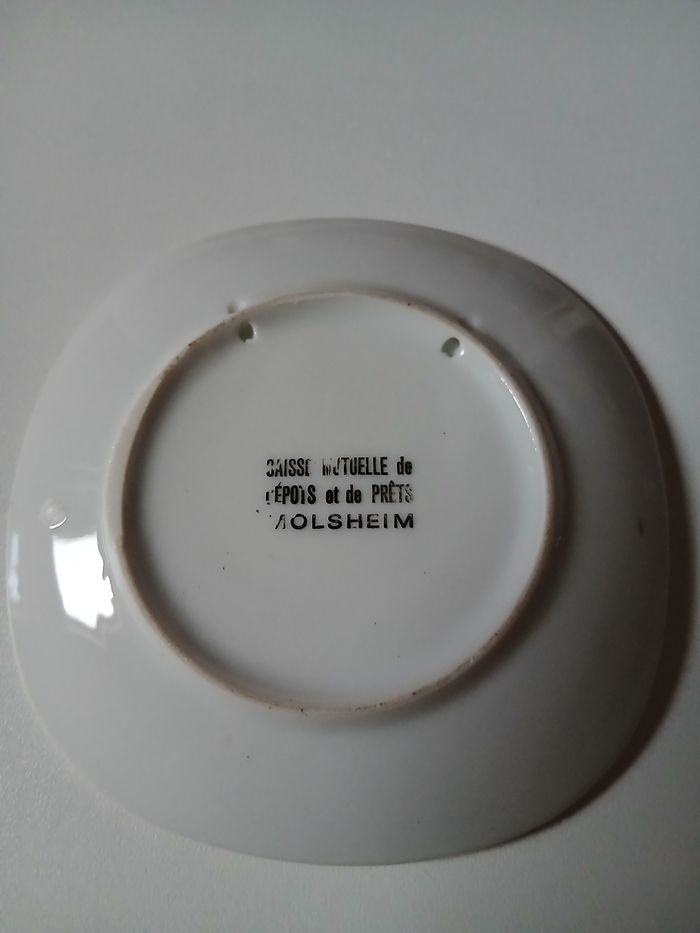 CAISSE MUTUELLE de
DÉPOTS et de PRÊTS
MOLSHEIM